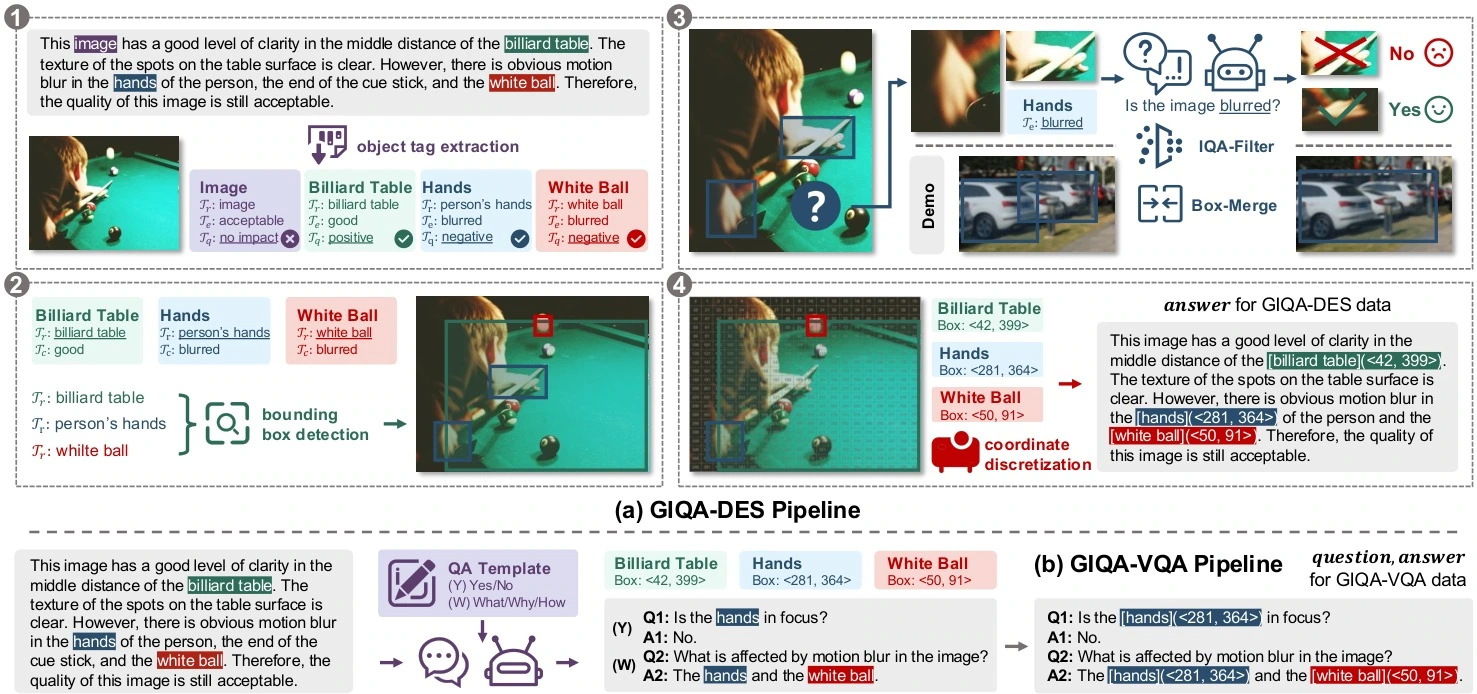 1
This image has a good level of clarity in the middle distance of the billiard table. The
texture of the spots on the table surface is clear. However, there is obvious motion
blur in the hands of the person, the end of the cue stick, and the white ball. Therefore,
the quality of this image is still acceptable.
object tag extraction
Image
𝒯r: image
𝒯e: acceptable
𝒯q: no impact
Billiard Table
𝒯r: billiard table
𝒯e: good
𝒯q: positive
Hands
𝒯r: person's hands
𝒯e: blurred
𝒯q: negative
White Ball
𝒯r: white ball
𝒯e: blurred
𝒯q: negative
2
Billiard Table
𝒯r: billiard table
𝒯c: good
Hands
𝒯r: person's hands
𝒯c: blurred
White Ball
𝒯r: white ball
𝒯c: blurred
𝒯r: billiard table
𝒯r: person's hands
𝒯r: whilte ball
bounding
box detection
3
?
Hands
𝒯e: blurred
Is the image blurred?
No
Yes
IQA-Filter
Box-Merge
Demo
4
Billiard Table
Box: <42, 399>
Hands
Box: <281, 364>
White Ball
Box: <50, 91>
coordinate
discretization
answer for GIQA-DES data
This image has a good level of clarity in the
middle distance of the [billiard table](<42, 399>).
The texture of the spots on the table surface is
clear. However, there is obvious motion blur in
the [hands](<281, 364>) of the person and the
[white ball](<50, 91>). Therefore, the quality of
this image is still acceptable.
(a) GIQA-DES Pipeline
This image has a good level of clarity in the
middle distance of the billiard table. The
texture of the spots on the table surface is
clear. However, there is obvious motion blur
in the hands of the person, the end of the
cue stick, and the white ball. Therefore, the
quality of this image is still acceptable.
QA Template
(Y) Yes/No
(W) What/Why/How
Billiard Table
Box: <42, 399>
Hands
Box: <281, 364>
White Ball
Box: <50, 91>
(Y)
Q1: Is the hands in focus?
A1: No.
(W)
Q2: What is affected by motion blur in the image?
A2: The hands and the white ball.
(b) GIQA-VQA Pipeline
question, answer
for GIQA-VQA data
Q1: Is the [hands](<281, 364>) in focus?
A1: No.
Q2: What is affected by motion blur in the image?
A2: The [hands](<281, 364>) and the [white ball](<50, 91>).